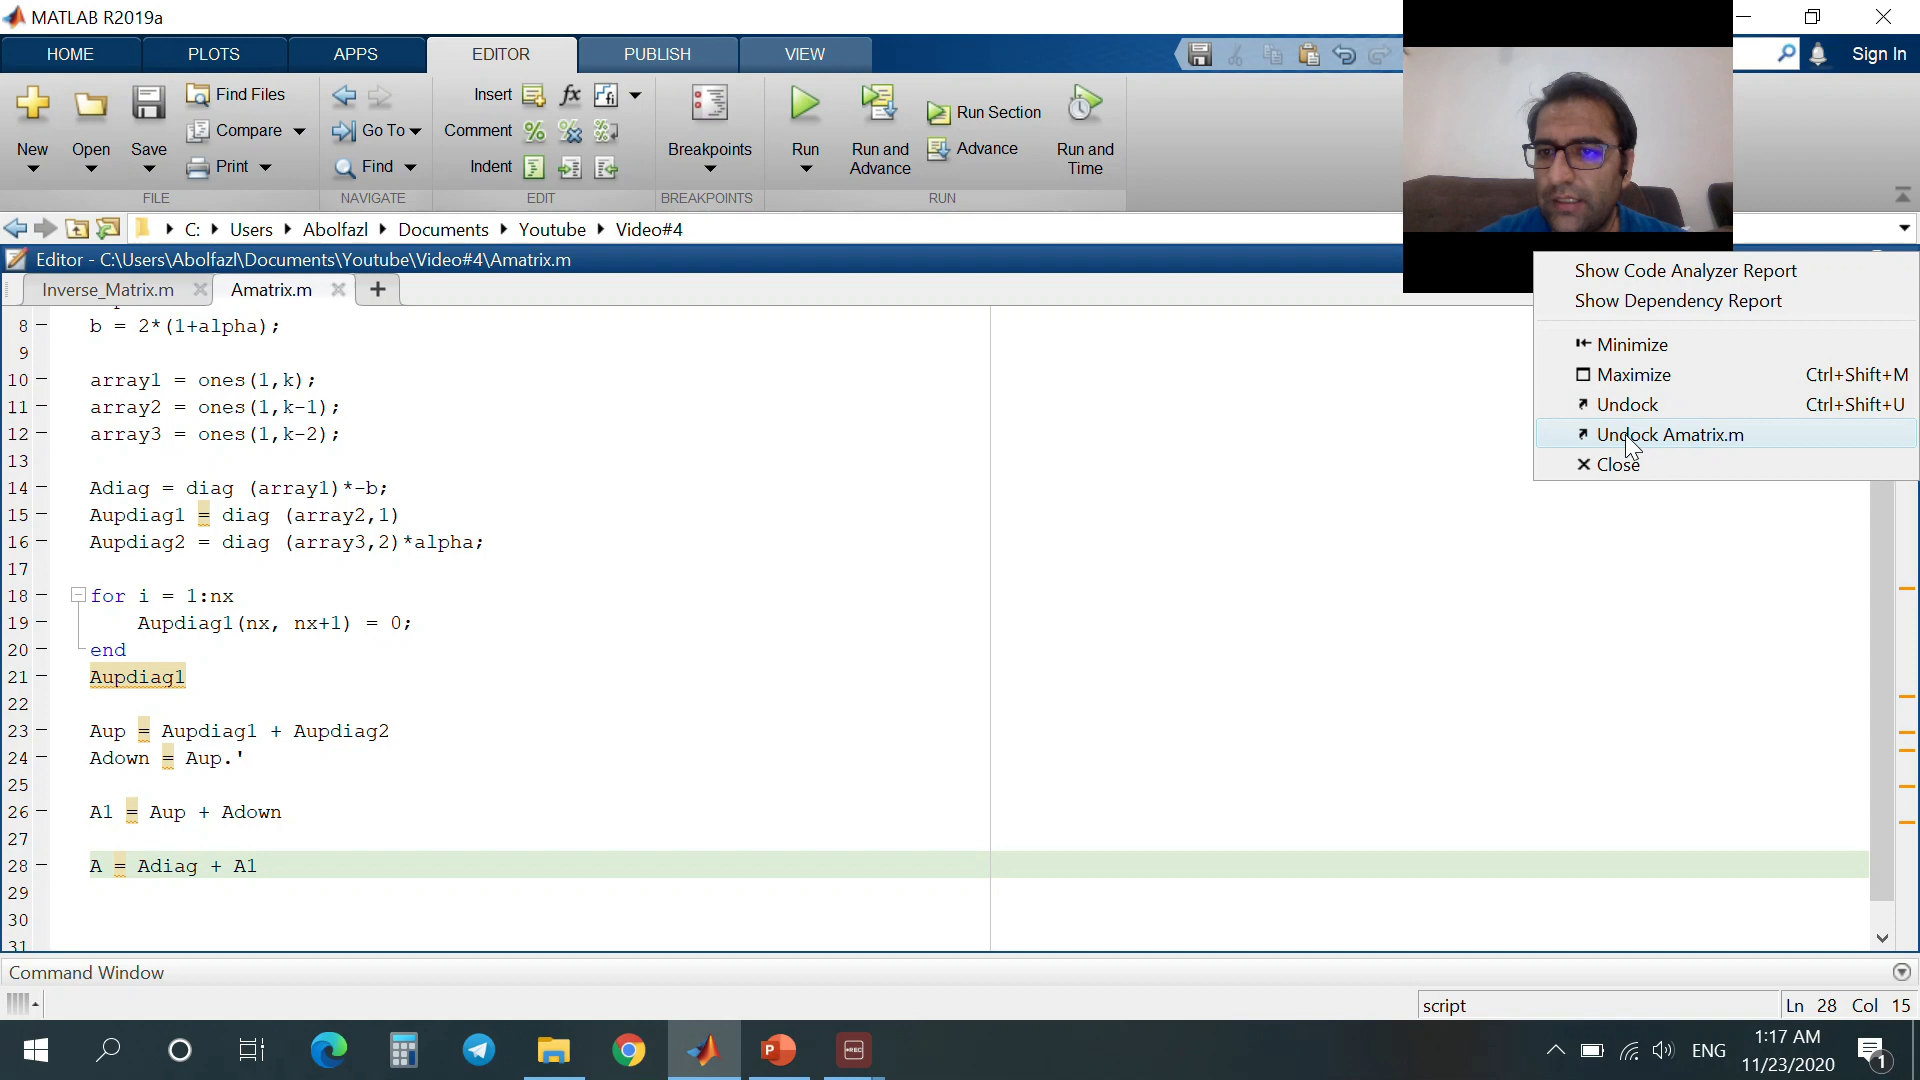 MATLAB R2019a
HOME PLOTS APPS EDITOR PUBLISH VIEW
Sign In
New Open Save Find Files Compare Print
Go To Find
Insert Comment Indent
Breakpoints
Run Run and Advance Run Section Advance Run and Time
FILE NAVIGATE EDIT BREAKPOINTS RUN
C: Users Abolfazl Documents Youtube Video#4
Editor - C:\Users\Abolfazl\Documents\Youtube\Video#4\Amatrix.m
Inverse_Matrix.m Amatrix.m
8 b = 2*(1+alpha);
9
10 array1 = ones(1,k);
11 array2 = ones(1,k-1);
12 array3 = ones(1,k-2);
13
14 Adiag = diag (array1)*-b;
15 Aupdiag1 = diag (array2,1)
16 Aupdiag2 = diag (array3,2)*alpha;
17
18 for i = 1:nx
19 Aupdiag1(nx, nx+1) = 0;
20 end
21 Aupdiag1
22
23 Aup = Aupdiag1 + Aupdiag2
24 Adown = Aup.'
25
26 A1 = Aup + Adown
27
28 A = Adiag + A1
29
30
31
Show Code Analyzer Report
Show Dependency Report
Minimize
Maximize Ctrl+Shift+M
Undock Ctrl+Shift+U
Undock Amatrix.m
Close
Command Window
script Ln 28 Col 15
REC
ENG
1:17 AM
11/23/2020
1